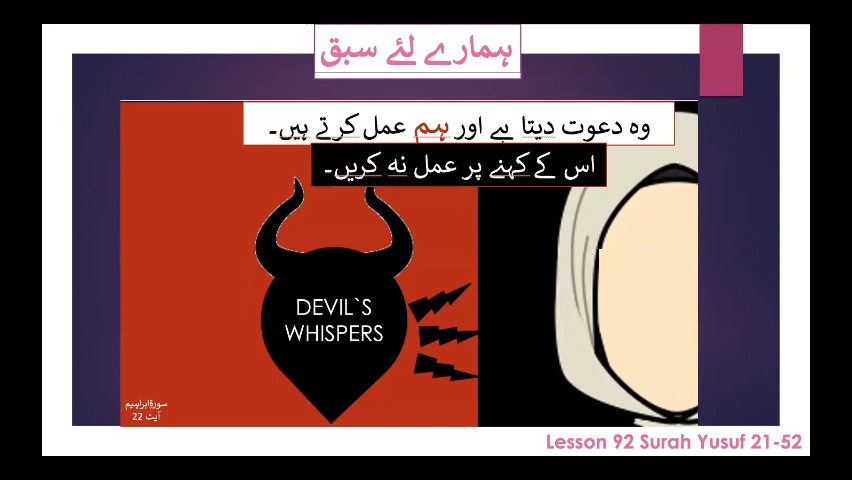 ہمارے لئے سبق
وہ دعوت دیتا ہے اور ہم عمل کرتے ہیں۔
اس کے کہنے پر عمل نہ کریں۔
DEVIL`S
WHISPERS
سورۃابراہیم
آیت 22
Lesson 92 Surah Yusuf 21-52